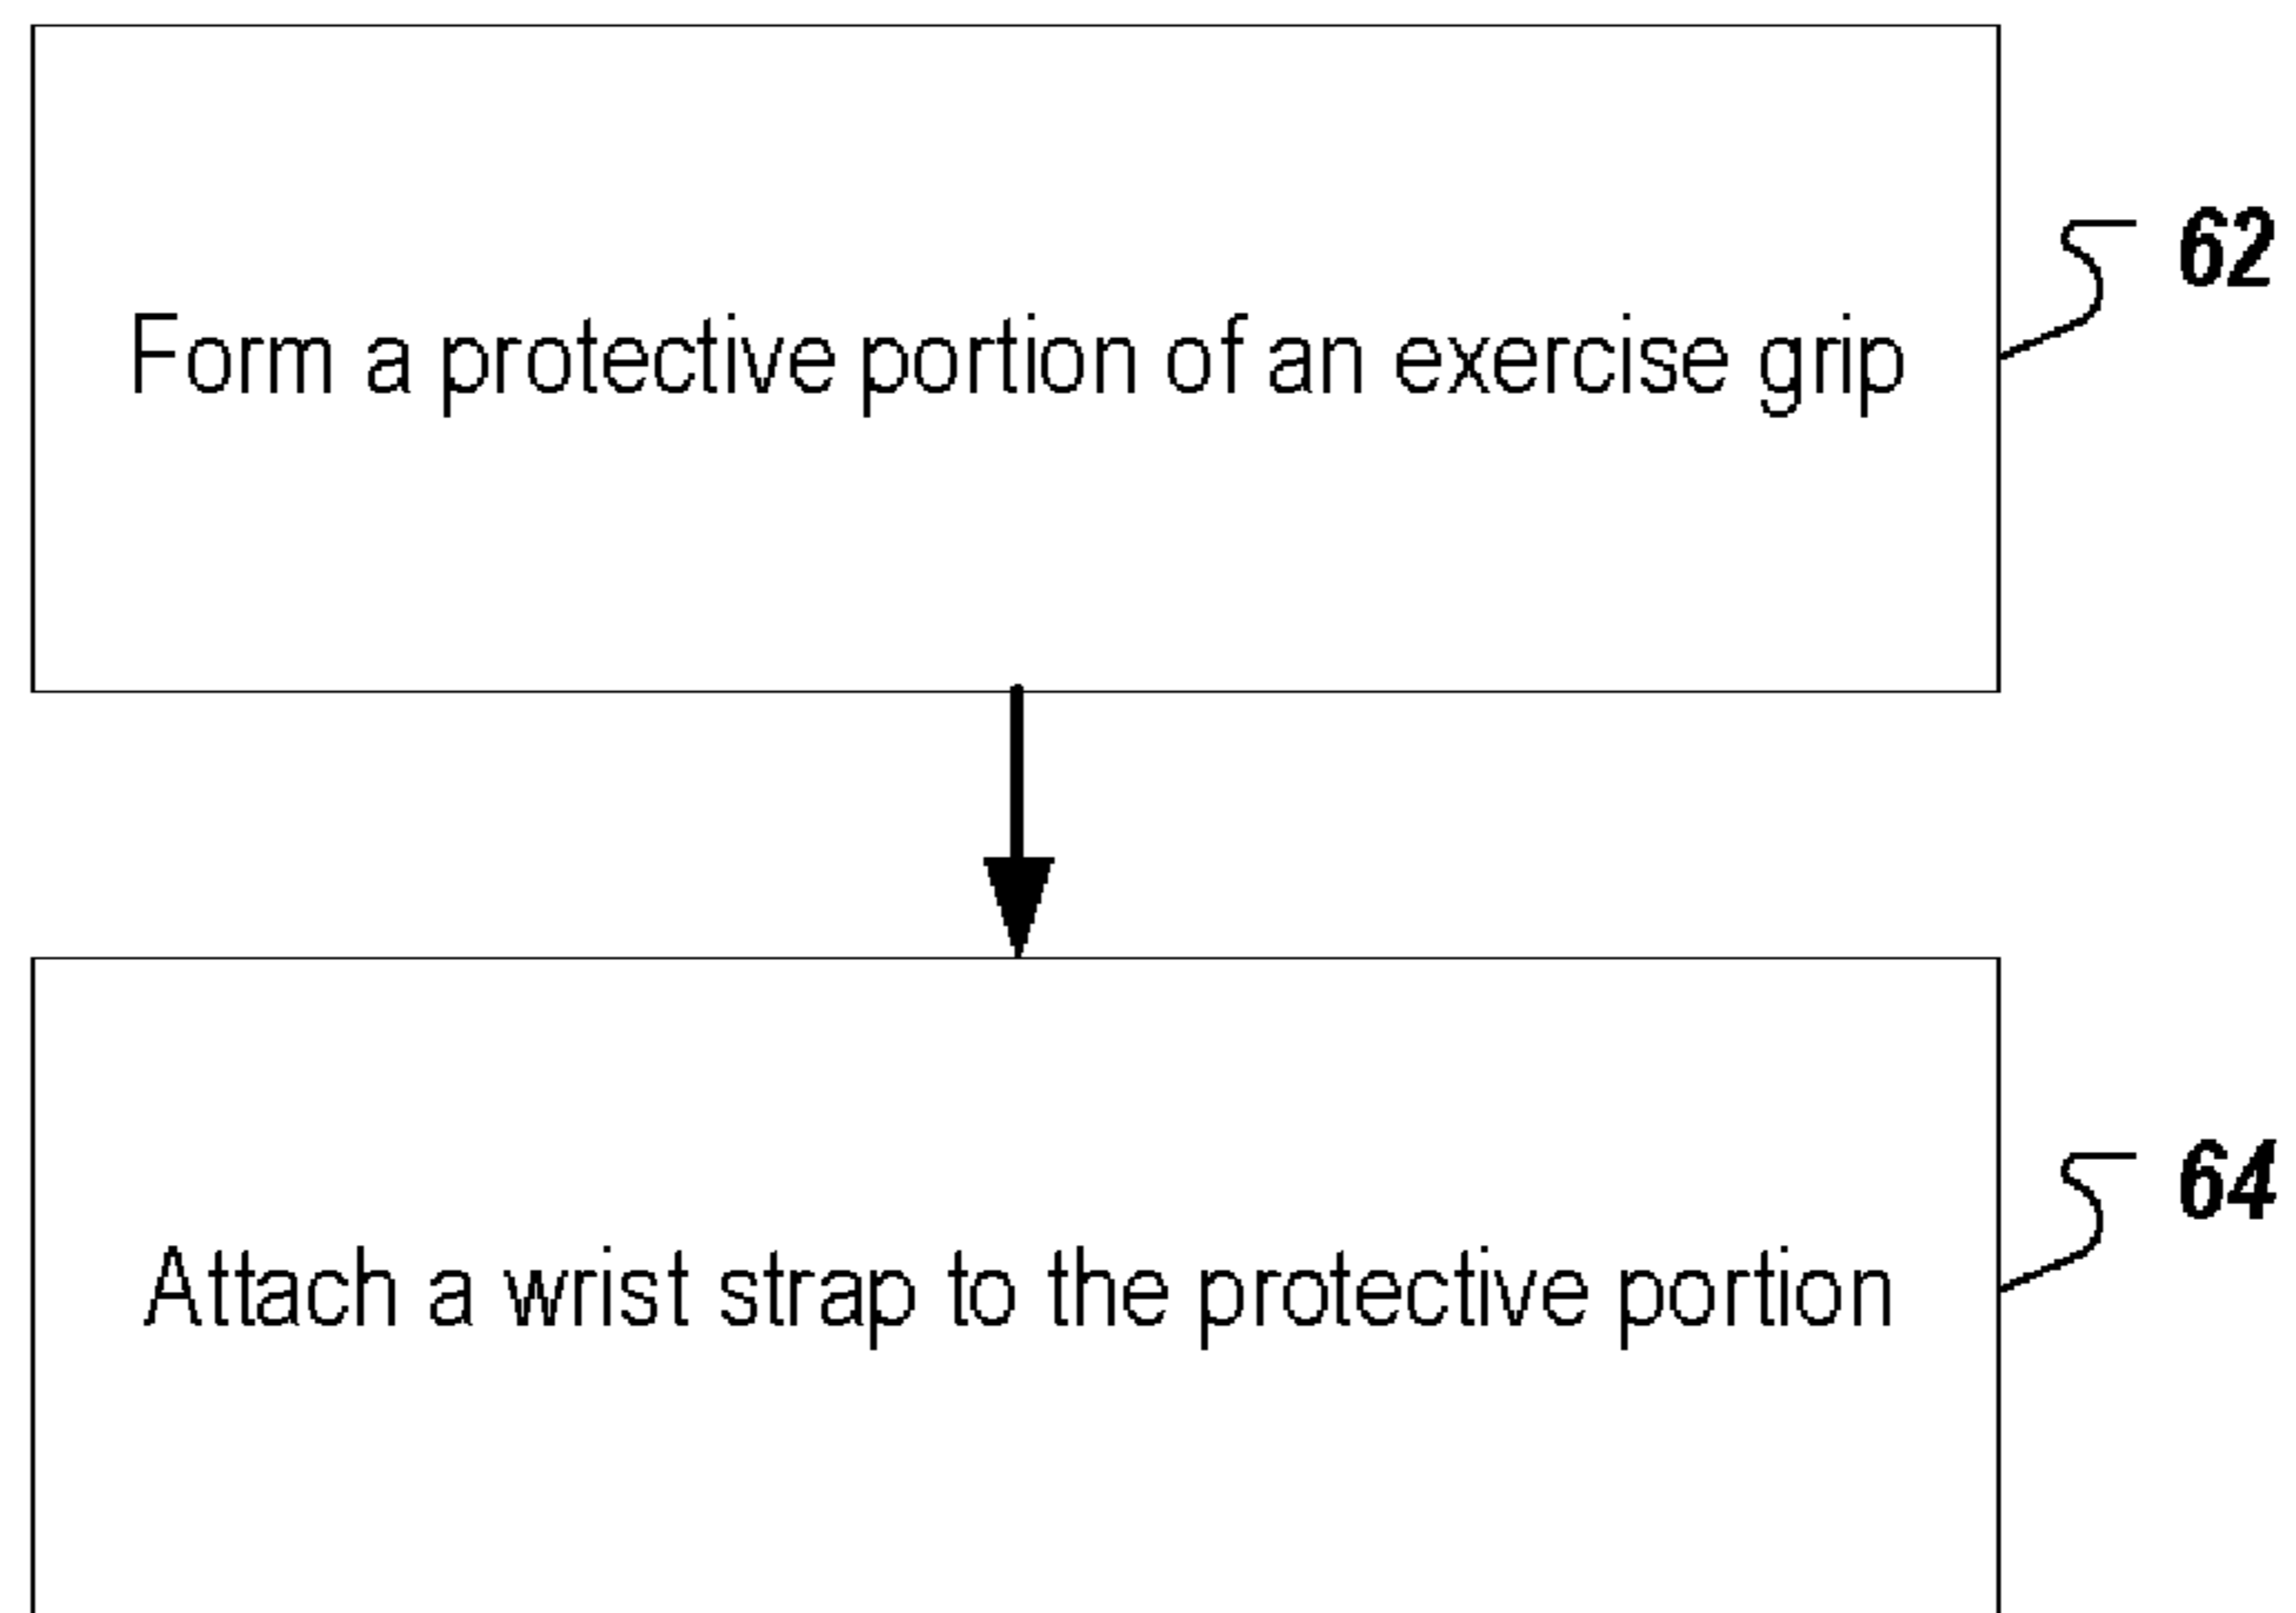 Form a protective portion of an exercise grip
62
Attach a wrist strap to the protective portion
64